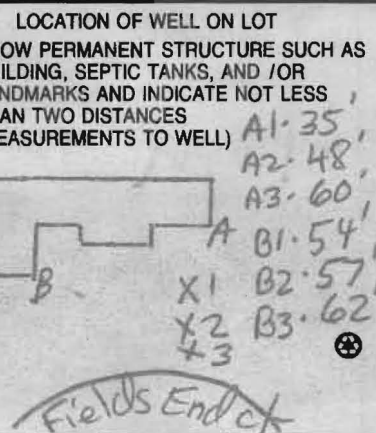 LOCATION OF WELL ON LOT
OW PERMANENT STRUCTURE SUCH AS
ILDING, SEPTIC TANKS, AND /OR
NDMARKS AND INDICATE NOT LESS
AN TWO DISTANCES
EASUREMENTS TO WELL)
A1·35'
A2·48'
A3·60'
A B1·54'
B X1 B2·57'
X2 B3·62'
X3
Fields End ct